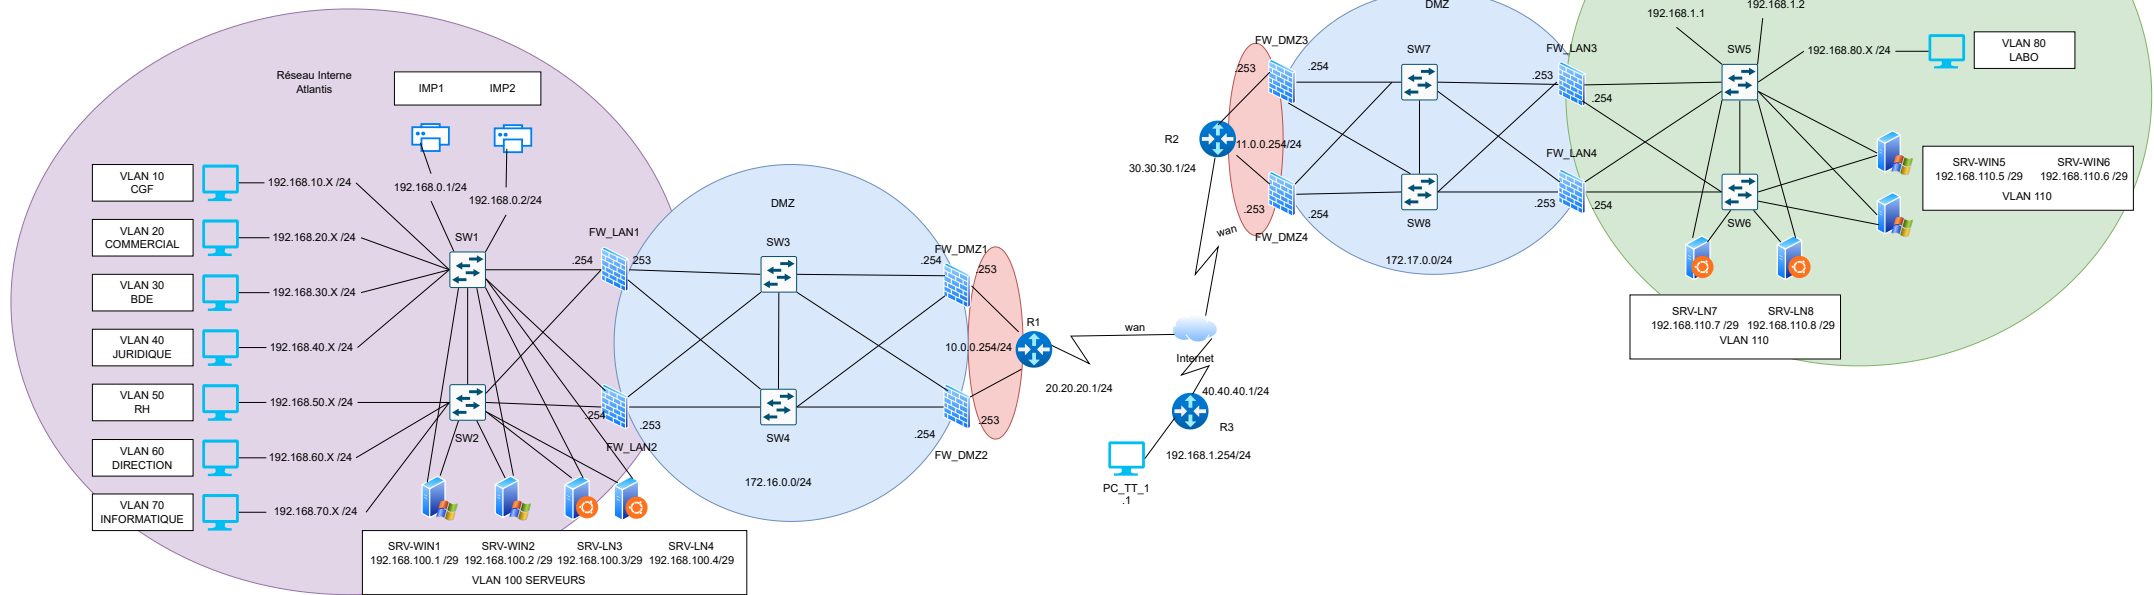 Réseau Interne
Atlantis
IMP1
IMP2
192.168.0.1/24
192.168.0.2/24
VLAN 10
CGF
192.168.10.X /24
VLAN 20
COMMERCIAL
192.168.20.X /24
VLAN 30
BDE
192.168.30.X /24
VLAN 40
JURIDIQUE
192.168.40.X /24
VLAN 50
RH
192.168.50.X /24
VLAN 60
DIRECTION
192.168.60.X /24
VLAN 70
INFORMATIQUE
192.168.70.X /24
SW1
SW2
SRV-WIN1
192.168.100.1 /29
SRV-WIN2
192.168.100.2 /29
SRV-LN3
192.168.100.3/29
SRV-LN4
192.168.100.4/29
VLAN 100 SERVEURS
FW_LAN1
.254
253
.254
.253
FW_LAN2
DMZ
SW3
SW4
172.16.0.0/24
FW_DMZ1
.254
.253
.254
.253
FW_DMZ2
R1
10.0.0.254/24
20.20.20.1/24
wan
Internet
wan
40.40.40.1/24
R3
192.168.1.254/24
PC_TT_1
.1
R2
30.30.30.1/24
11.0.0.254/24
FW_DMZ3
.253
.254
.253
.254
FW_DMZ4
DMZ
SW7
SW8
172.17.0.0/24
FW_LAN3
.253
.254
FW_LAN4
.253
.254
192.168.1.1
192.168.1.2
SW5
SW6
192.168.80.X /24
VLAN 80
LABO
SRV-WIN5
192.168.110.5 /29
SRV-WIN6
192.168.110.6 /29
VLAN 110
SRV-LN7
192.168.110.7 /29
SRV-LN8
192.168.110.8 /29
VLAN 110